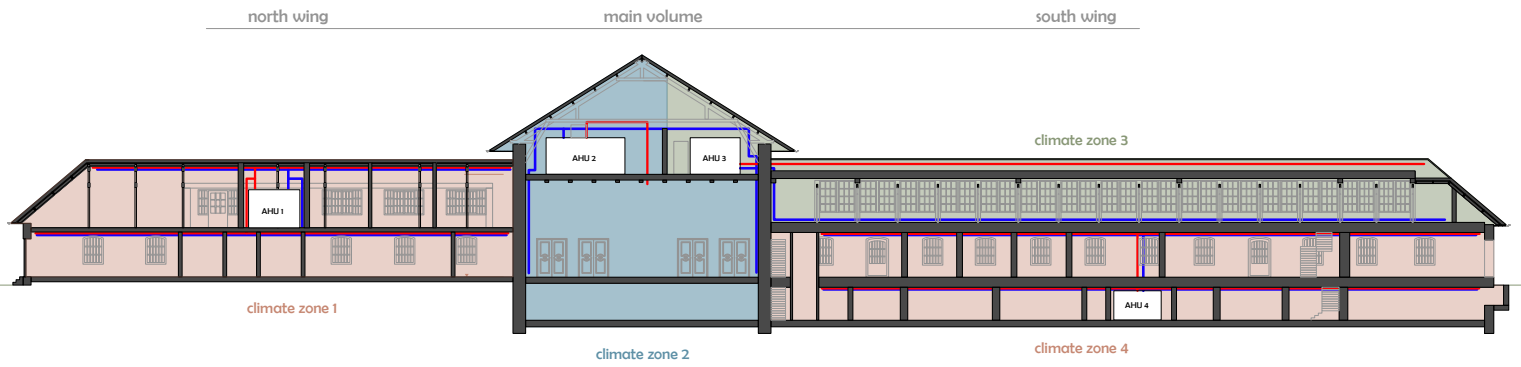 north wing
main volume
south wing
climate zone 3
AHU 2
AHU 3
AHU 1
climate zone 1
AHU 4
climate zone 2
climate zone 4